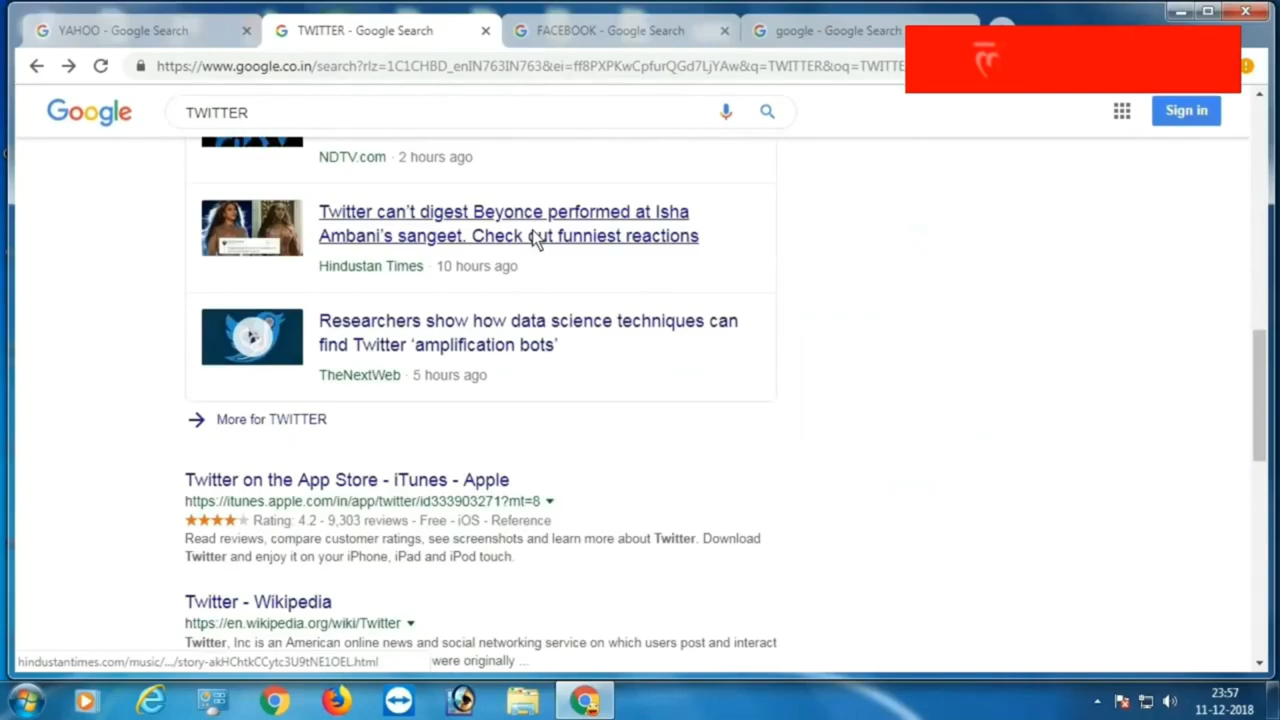 YAHOO - Google Search
TWITTER - Google Search
FACEBOOK - Google Search
google - Google Search
https://www.google.co.in/search?rlz=1C1CHBD_enIN763IN763&ei=ff8PXPKwCpfurQGd7LjYAw&q=TWITTER&oq=TWITTE
Google
TWITTER
Sign in
NDTV.com · 2 hours ago
Twitter can't digest Beyonce performed at Isha
Ambani's sangeet. Check out funniest reactions
Hindustan Times · 10 hours ago
Researchers show how data science techniques can
find Twitter 'amplification bots'
TheNextWeb · 5 hours ago
More for TWITTER
Twitter on the App Store - iTunes - Apple
https://itunes.apple.com/in/app/twitter/id333903271?mt=8
Rating: 4.2 - 9,303 reviews - Free - iOS - Reference
Read reviews, compare customer ratings, see screenshots and learn more about Twitter. Download
Twitter and enjoy it on your iPhone, iPad and iPod touch.
Twitter - Wikipedia
https://en.wikipedia.org/wiki/Twitter
Twitter, Inc is an American online news and social networking service on which users post and interact
were originally ...
hindustantimes.com/music/.../story-akHChtkCCytc3U9tNE1OEL.html
23:57
11-12-2018